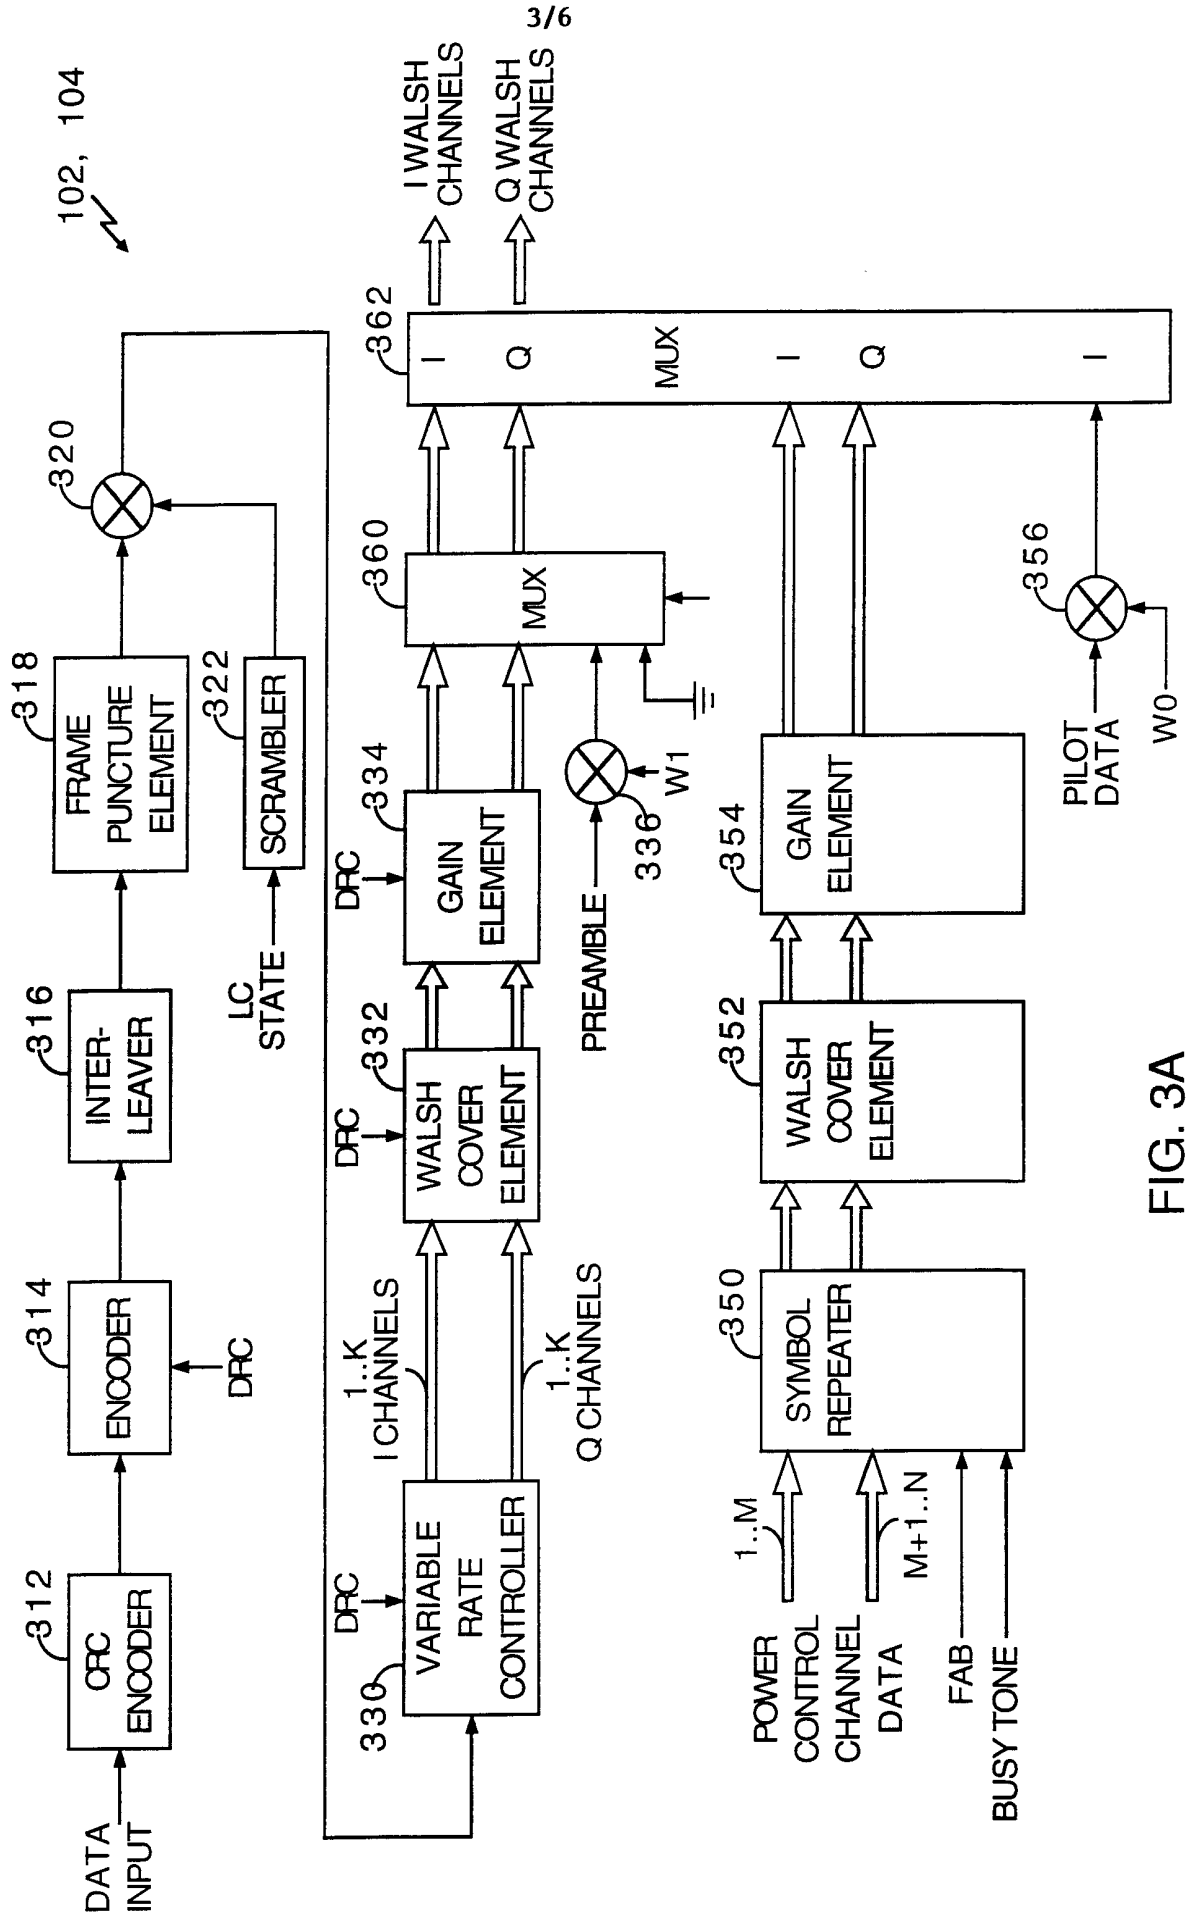 3/6
102, 104
DATA
INPUT
312
CRC
ENCODER
314
ENCODER
DRC
316
INTER-
LEAVER
318
FRAME
PUNCTURE
ELEMENT
320
LC
STATE
322
SCRAMBLER
330
DRC
VARIABLE
RATE
CONTROLLER
1..K
I CHANNELS
1..K
Q CHANNELS
DRC
332
WALSH
COVER
ELEMENT
DRC
334
GAIN
ELEMENT
PREAMBLE
336
W1
360
MUX
362
I
Q
MUX
I
Q
I
I WALSH
CHANNELS
Q WALSH
CHANNELS
POWER
CONTROL
CHANNEL
DATA
1..M
M+1..N
FAB
BUSY TONE
350
SYMBOL
REPEATER
352
WALSH
COVER
ELEMENT
354
GAIN
ELEMENT
PILOT
DATA
356
W0
FIG. 3A